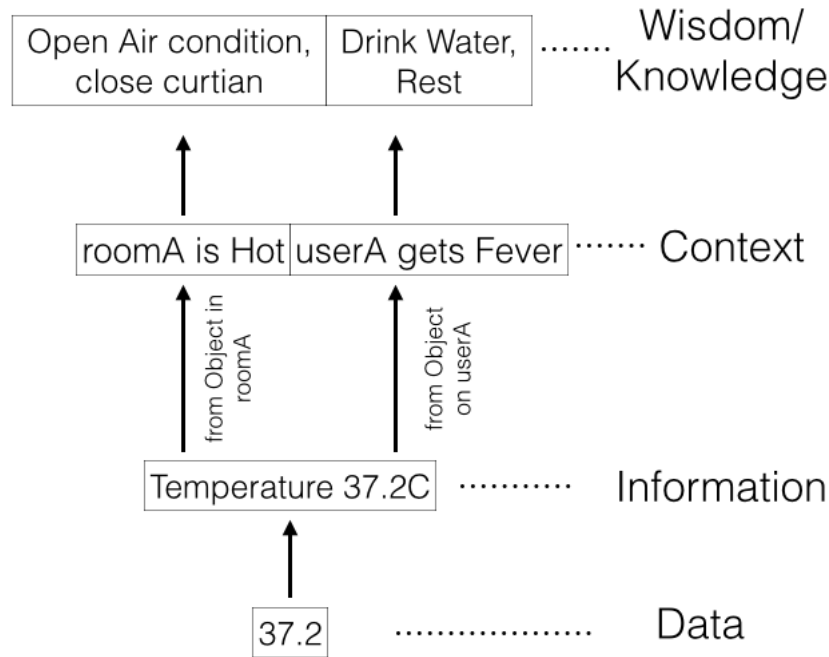 Open Air condition,
close curtian
Drink Water,
Rest
Wisdom/
Knowledge
roomA is Hot
userA gets Fever
Context
from Object in
roomA
from Object
on userA
Temperature 37.2C
Information
37.2
Data